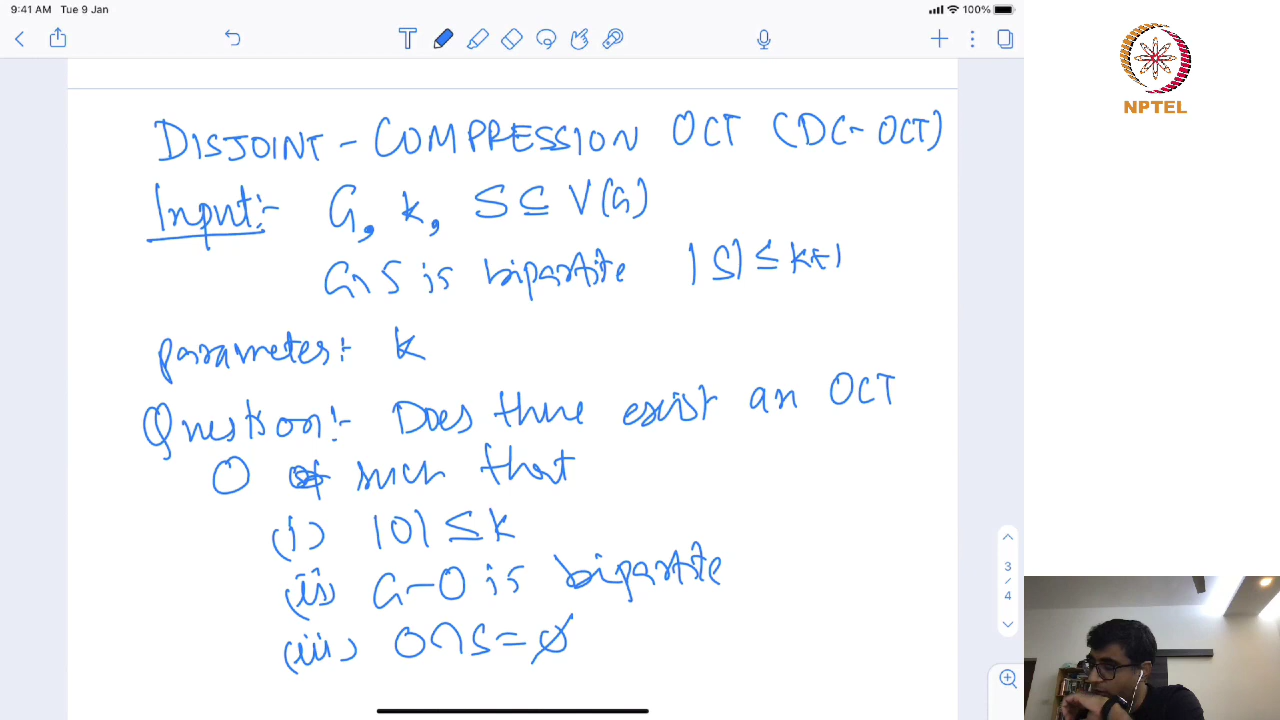 9:41 AM Tue 9 Jan
100%
T
NPTEL
DISJOINT - COMPRESSION OCT (DC- OCT)
Input:- G, k, S ⊆ V(G)
G\S is bipartite |S| ≤ k+1
parameter:- k
Question:- Does there exist an OCT
O such that
(i) |O| ≤ k
(ii) G-O is bipartite
(iii) O∩S = ∅
3
/
4